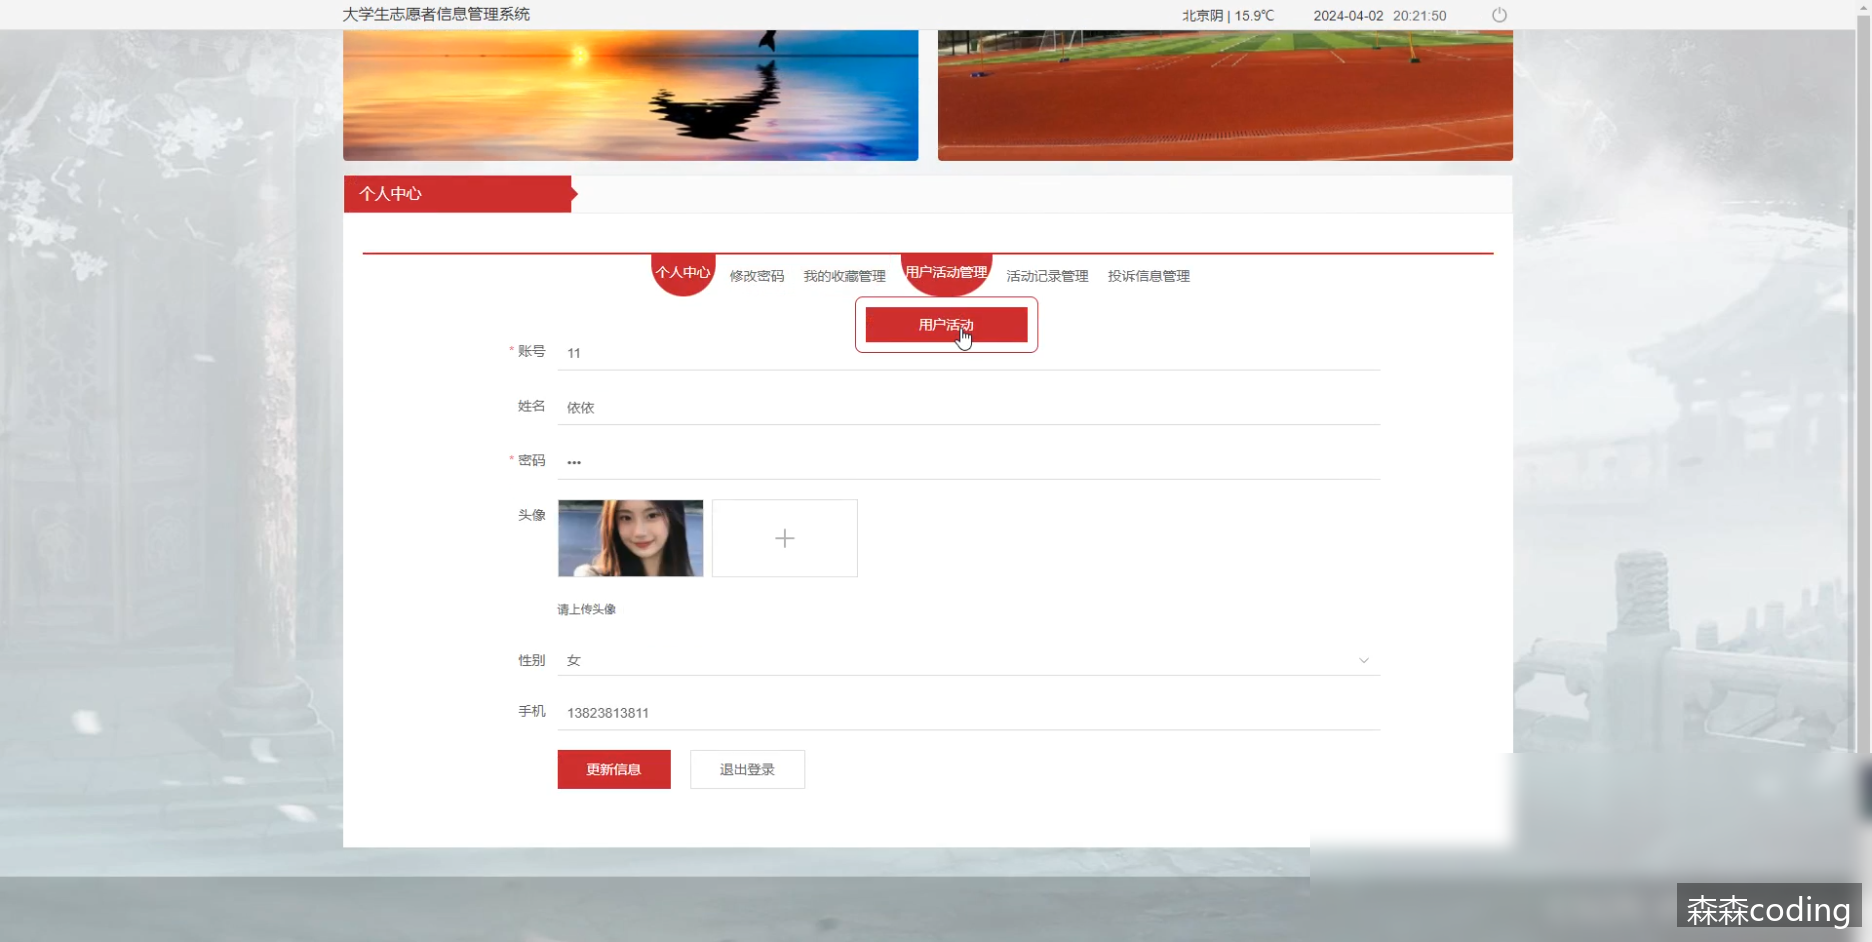 大学生志愿者信息管理系统
北京阴 | 15.9℃ 2024-04-02 20:21:50
个人中心
个人中心 修改密码 我的收藏管理 用户活动管理 活动记录管理 投诉信息管理
用户活动
* 账号 11
姓名 依依
* 密码 •••
头像
请上传头像
性别 女
手机 13823813811
更新信息 退出登录
森森coding